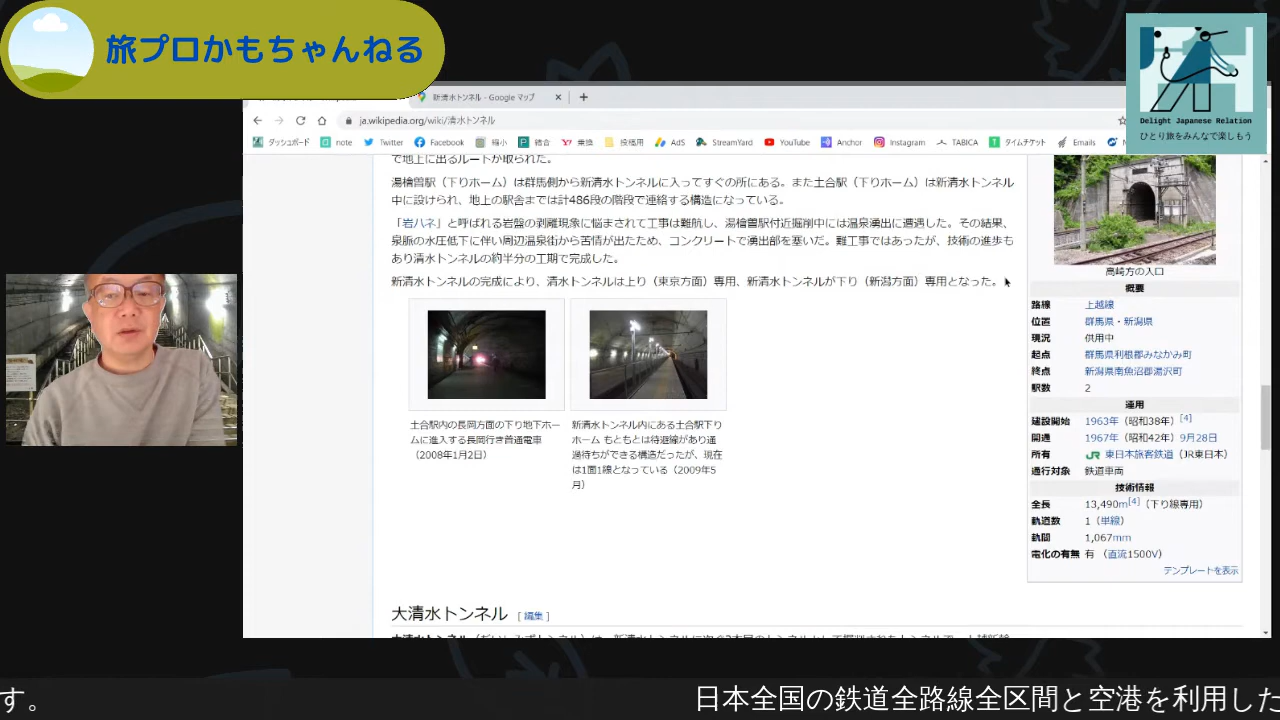 旅プロかもちゃんねる
新清水トンネル - Google マップ
ja.wikipedia.org/wiki/清水トンネル
ダッシュボード note Twitter Facebook 縮小 雑合 乗換 投稿用 AdS StreamYard YouTube Anchor Instagram TABICA タイムチケット Emails
Delight Japanese Relation
ひとり旅をみんなで楽しもう
で地上に出るルートが取られた。
湯檜曽駅（下りホーム）は群馬側から新清水トンネルに入ってすぐの所にある。また土合駅（下りホーム）は新清水トンネル
中に設けられ、地上の駅舎までは計486段の階段で連絡する構造になっている。
「岩ハネ」と呼ばれる岩盤の剥離現象に悩まされて工事は難航し、湯檜曽駅付近掘削中には温泉湧出に遭遇した。その結果、
泉脈の水圧低下に伴い周辺温泉街から苦情が出たため、コンクリートで湧出部を塞いだ。難工事ではあったが、技術の進歩も
あり清水トンネルの約半分の工期で完成した。
新清水トンネルの完成により、清水トンネルは上り（東京方面）専用、新清水トンネルが下り（新潟方面）専用となった。
土合駅内の長岡方面の下り地下ホー
ムに進入する長岡行き普通電車
（2008年1月2日）
新清水トンネル内にある土合駅下り
ホーム もともとは待避線があり通
過待ちができる構造だったが、現在
は1面1線となっている（2009年5
月）
高崎方の入口
概要
路線 上越線
位置 群馬県・新潟県
現況 供用中
起点 群馬県利根郡みなかみ町
終点 新潟県南魚沼郡湯沢町
駅数 2
運用
建設開始 1963年（昭和38年）[4]
開通 1967年（昭和42年）9月28日
所有 JR 東日本旅客鉄道（JR東日本）
通行対象 鉄道車両
技術情報
全長 13,490m[4]（下り線専用）
軌道数 1（単線）
軌間 1,067mm
電化の有無 有 （直流1500V）
テンプレートを表示
大清水トンネル [ 編集 ]
す。 日本全国の鉄道全路線全区間と空港を利用した